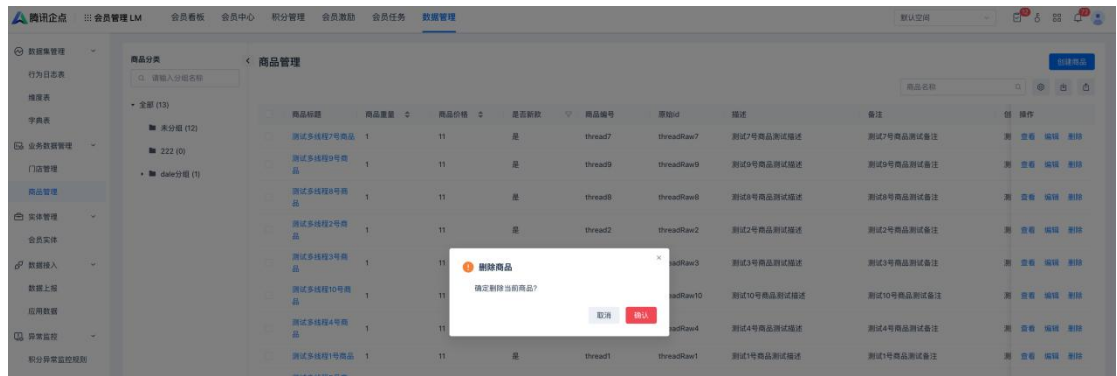 腾讯企点 会员管理 LM 会员看板 会员中心 积分管理 会员激励 会员任务 数据管理 默认空间
数据集管理
行为日志表
维度表
字典表
业务数据管理
门店管理
商品管理
实体管理
会员实体
数据接入
数据上报
应用数据
异常监控
积分异常监控规则
商品分类
请输入分组名称
全部 (13)
未分组 (12)
222 (0)
dale分组 (1)
商品管理
创建商品
商品名称
商品标题 商品重量 商品价格 是否新款 商品编号 原始id 描述 备注 创 操作
测试多线程7号商品 1 11 是 thread7 threadRaw7 测试7号商品测试描述 测试7号商品测试备注 测 查看 编辑 删除
测试多线程9号商
品 1 11 是 thread9 threadRaw9 测试9号商品测试描述 测试9号商品测试备注 测 查看 编辑 删除
测试多线程8号商
品 1 11 是 thread8 threadRaw8 测试8号商品测试描述 测试8号商品测试备注 测 查看 编辑 删除
测试多线程2号商
品 1 11 是 thread2 threadRaw2 测试2号商品测试描述 测试2号商品测试备注 测 查看 编辑 删除
测试多线程3号商
品 1 11 eadRaw3 测试3号商品测试描述 测试3号商品测试备注 测 查看 编辑 删除
测试多线程10号商
品 1 11 eadRaw10 测试10号商品测试描述 测试10号商品测试备注 测 查看 编辑 删除
测试多线程4号商
品 1 11 eadRaw4 测试4号商品测试描述 测试4号商品测试备注 测 查看 编辑 删除
测试多线程1号商品 1 11 是 thread1 threadRaw1 测试1号商品测试描述 测试1号商品测试备注 测 查看 编辑 删除
删除商品
确定删除当前商品?
取消 确认